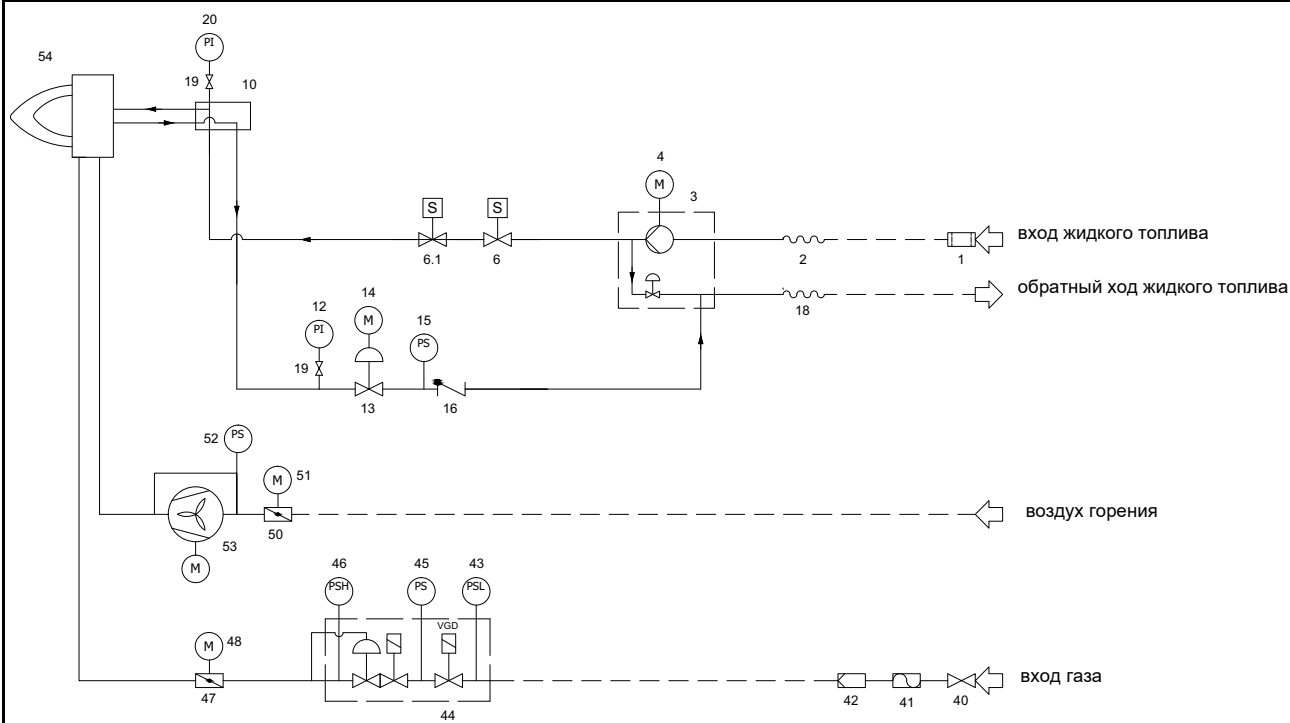 20
PI
54
19
10
4
M
3
S
S
6.1
6
2
1
вход жидкого топлива
18
обратный ход жидкого топлива
12
PI
14
M
15
PS
19
13
16
52
PS
M
51
50
53
M
воздух горения
46
PSH
45
PS
43
PSL
VGD
M
48
47
44
42
41
40
вход газа